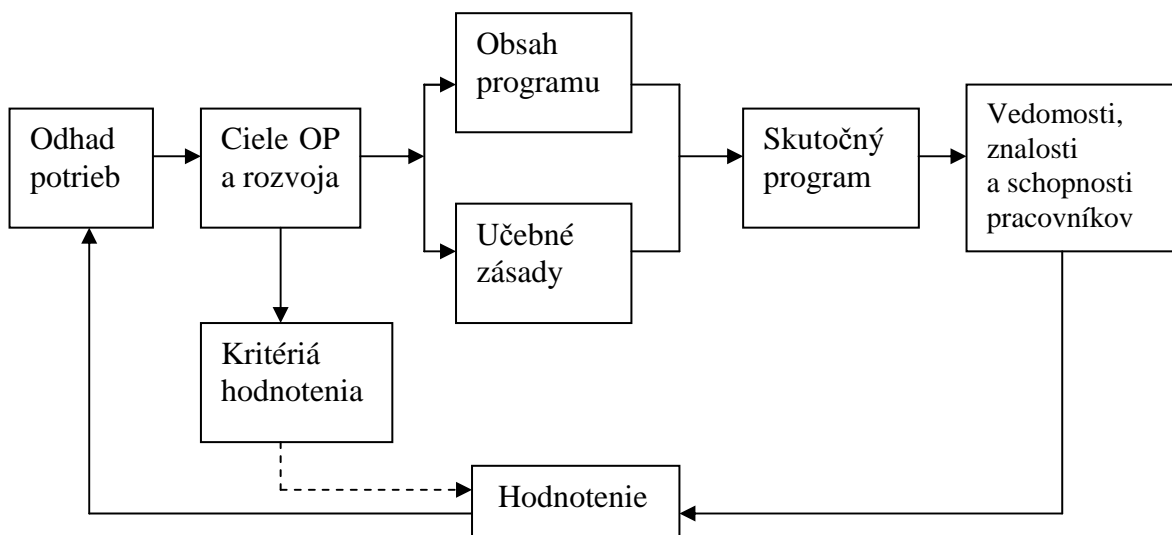 Odhad
potrieb
Ciele OP
a rozvoja
Obsah
programu
Učebné
zásady
Skutočný
program
Vedomosti,
znalosti
a schopnosti
pracovníkov
Kritériá
hodnotenia
Hodnotenie